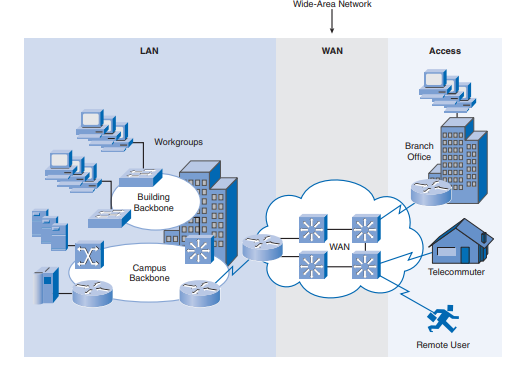 Wide-Area Network
LAN
WAN
Access
Workgroups
Branch
Office
Building
Backbone
WAN
Campus
Backbone
Telecommuter
Remote User